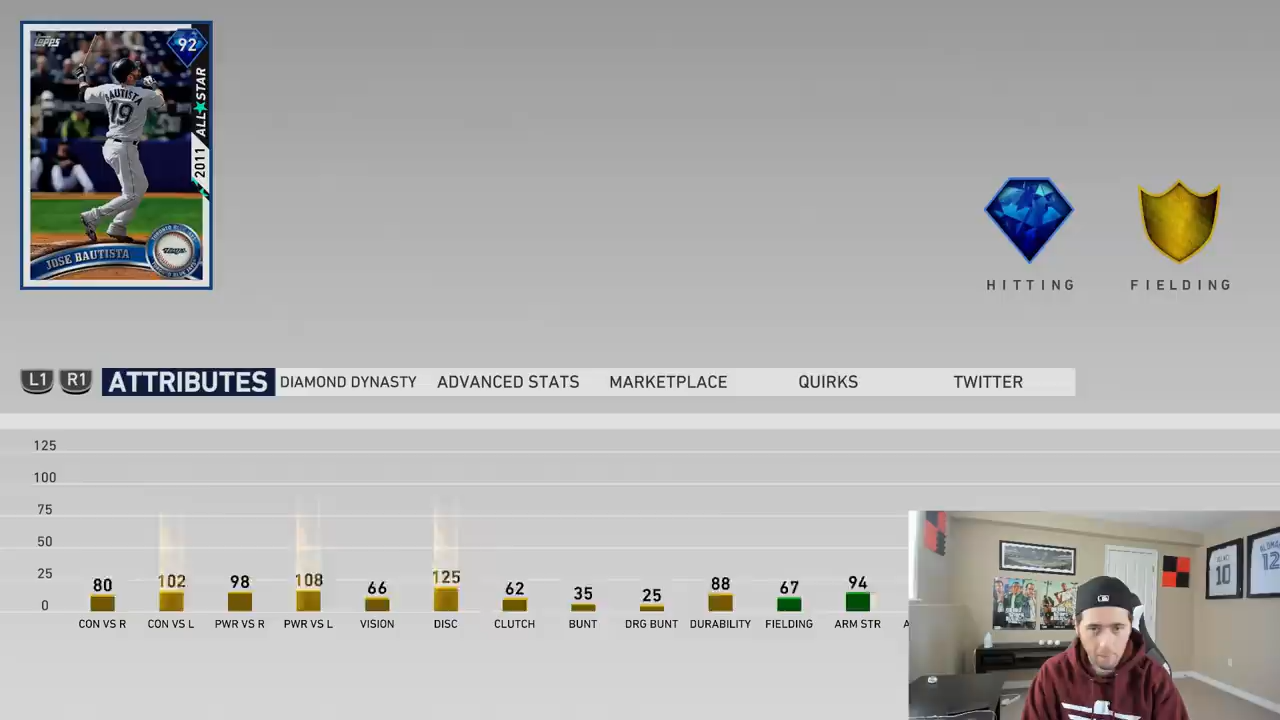 Topps
92
BAUTISTA
19
2011 ALL★STAR
JOSE BAUTISTA
HITTING FIELDING
L1 R1 ATTRIBUTES DIAMOND DYNASTY ADVANCED STATS MARKETPLACE QUIRKS TWITTER
125
100
75
50
25
0
80 102 98 108 66 125 62 35 25 88 67 94
CON VS R CON VS L PWR VS R PWR VS L VISION DISC CLUTCH BUNT DRG BUNT DURABILITY FIELDING ARM STR
10
12